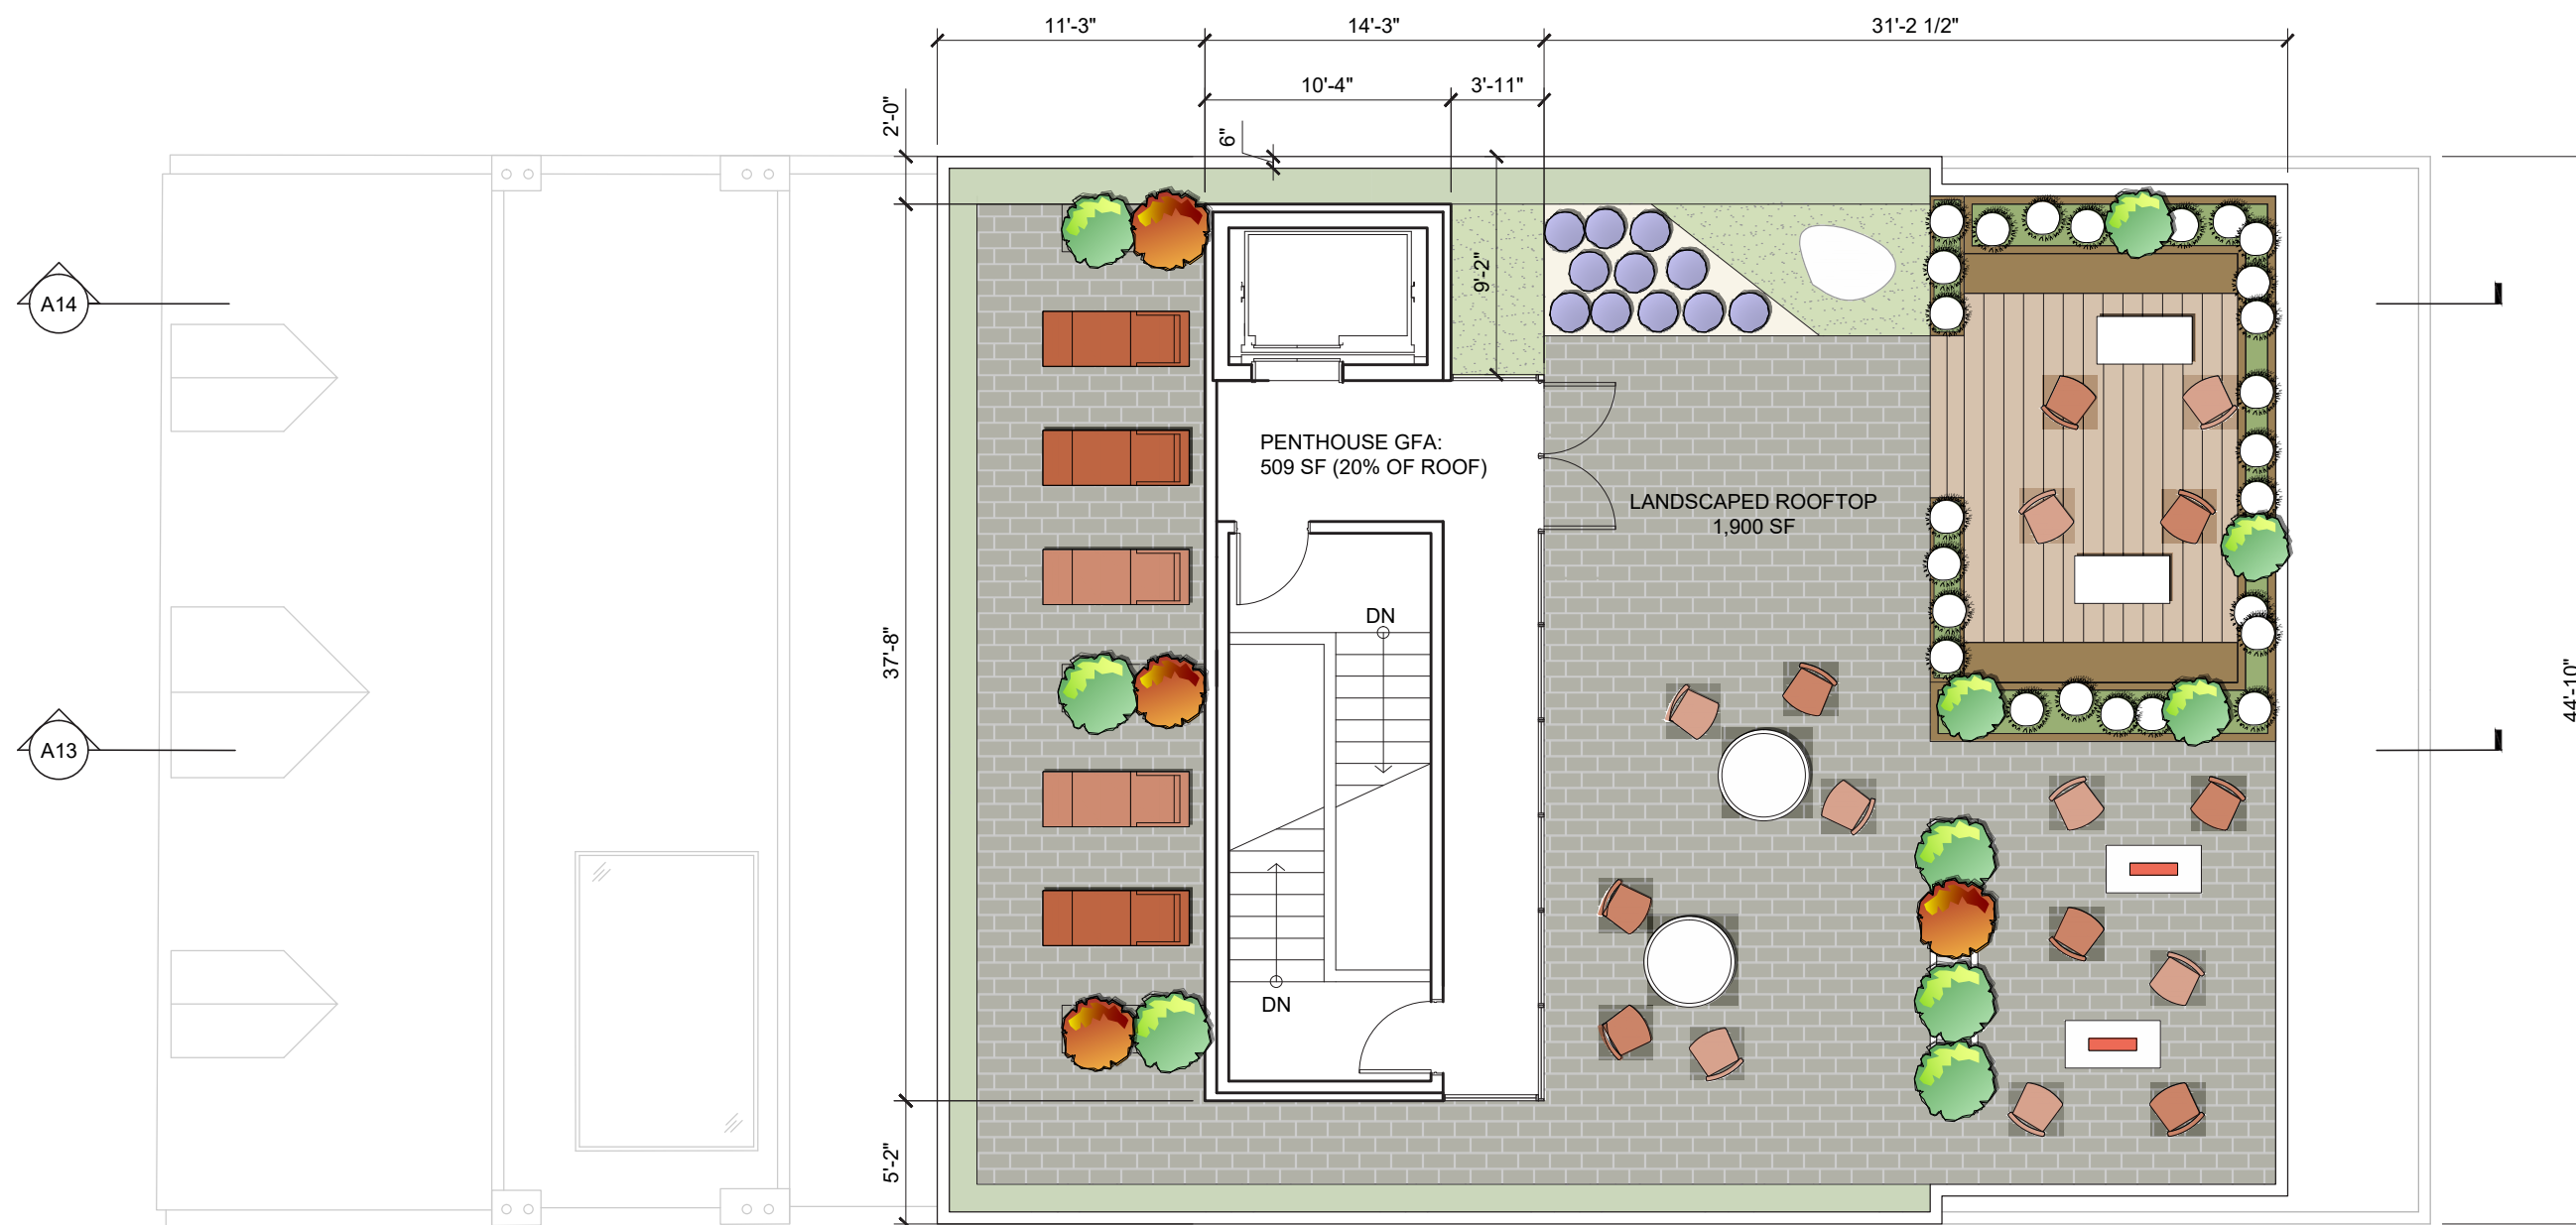 11'-3"
14'-3"
31'-2 1/2"
10'-4"
3'-11"
2'-0"
6"
9'-2"
A14
PENTHOUSE GFA:
509 SF (20% OF ROOF)
LANDSCAPED ROOFTOP
1,900 SF
DN
37'-8"
44'-10"
A13
DN
5'-2"